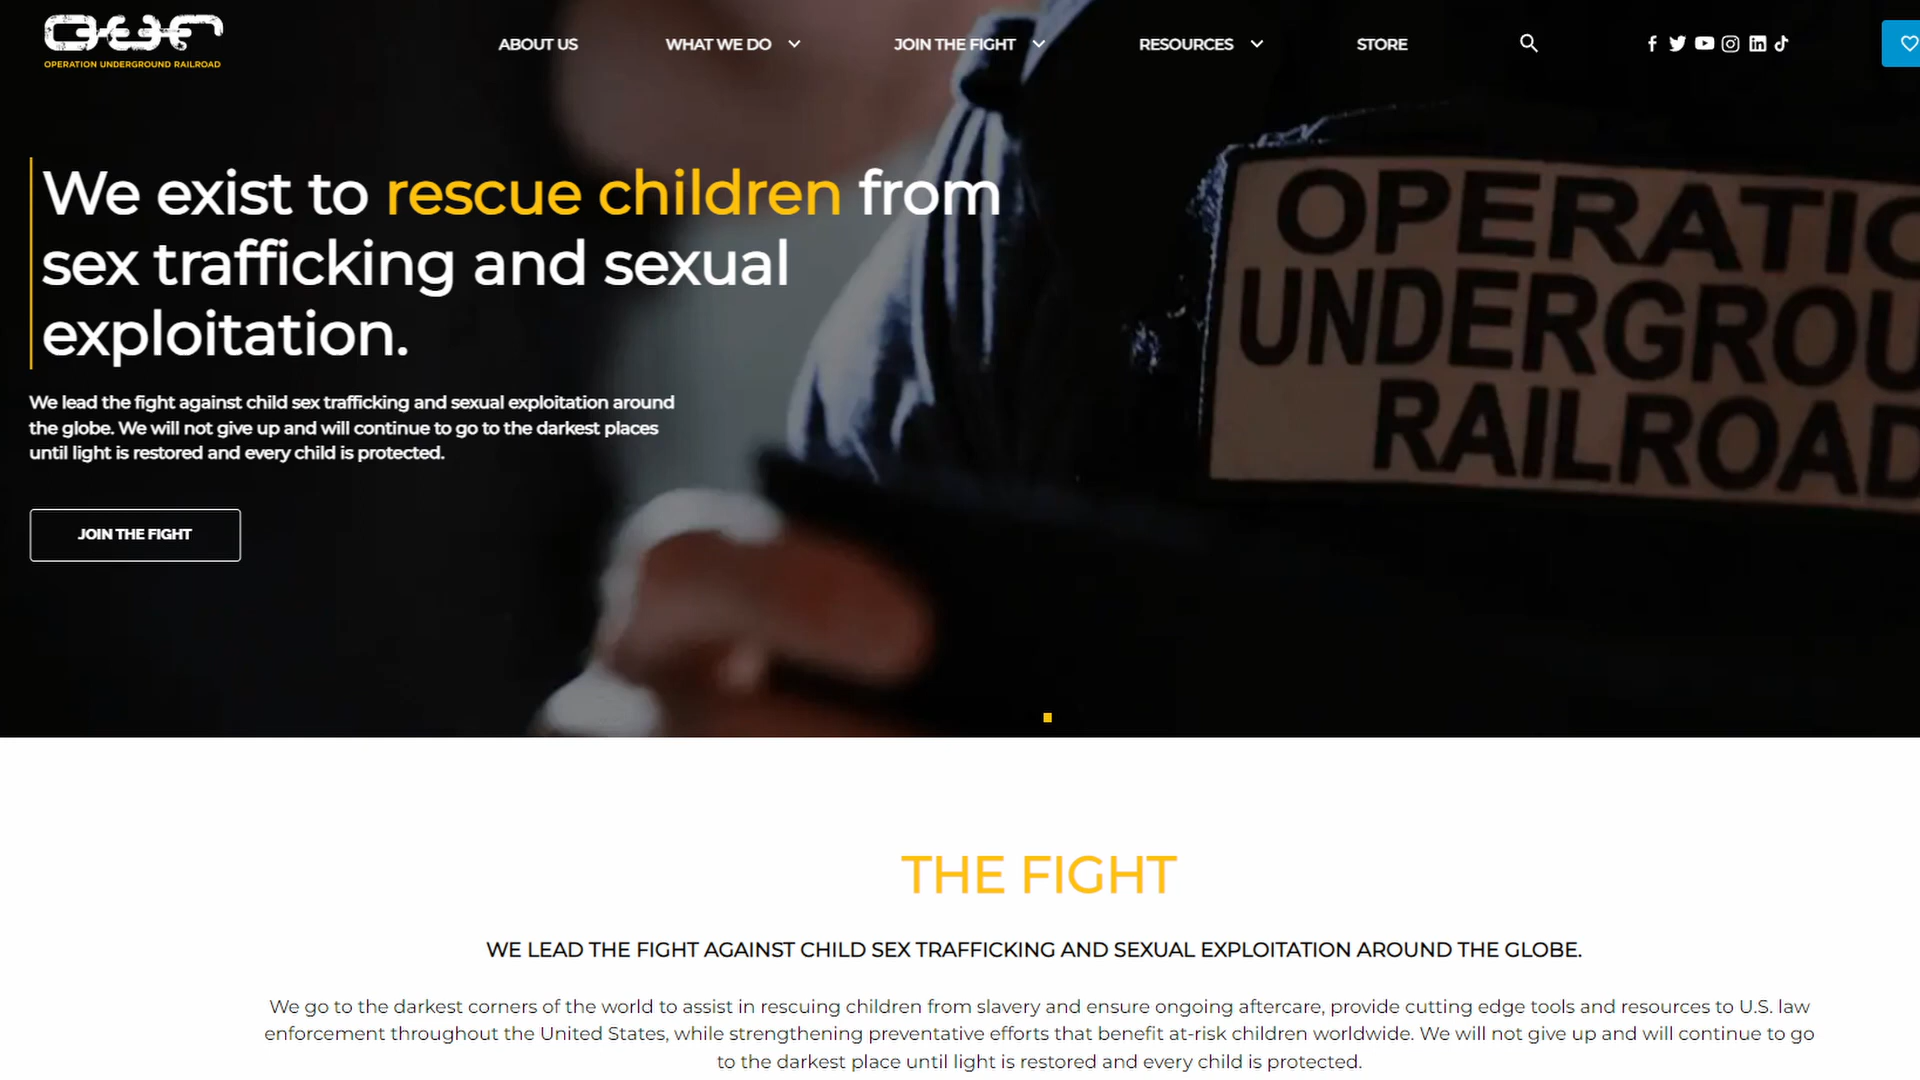 our
OPERATION UNDERGROUND RAILROAD
ABOUT US
WHAT WE DO
JOIN THE FIGHT
RESOURCES
STORE
We exist to rescue children from
sex trafficking and sexual
exploitation.
We lead the fight against child sex trafficking and sexual exploitation around
the globe. We will not give up and will continue to go to the darkest places
until light is restored and every child is protected.
JOIN THE FIGHT
OPERATIO
UNDERGROU
RAILROAD
THE FIGHT
WE LEAD THE FIGHT AGAINST CHILD SEX TRAFFICKING AND SEXUAL EXPLOITATION AROUND THE GLOBE.
We go to the darkest corners of the world to assist in rescuing children from slavery and ensure ongoing aftercare, provide cutting edge tools and resources to U.S. law
enforcement throughout the United States, while strengthening preventative efforts that benefit at-risk children worldwide. We will not give up and will continue to go
to the darkest place until light is restored and every child is protected.